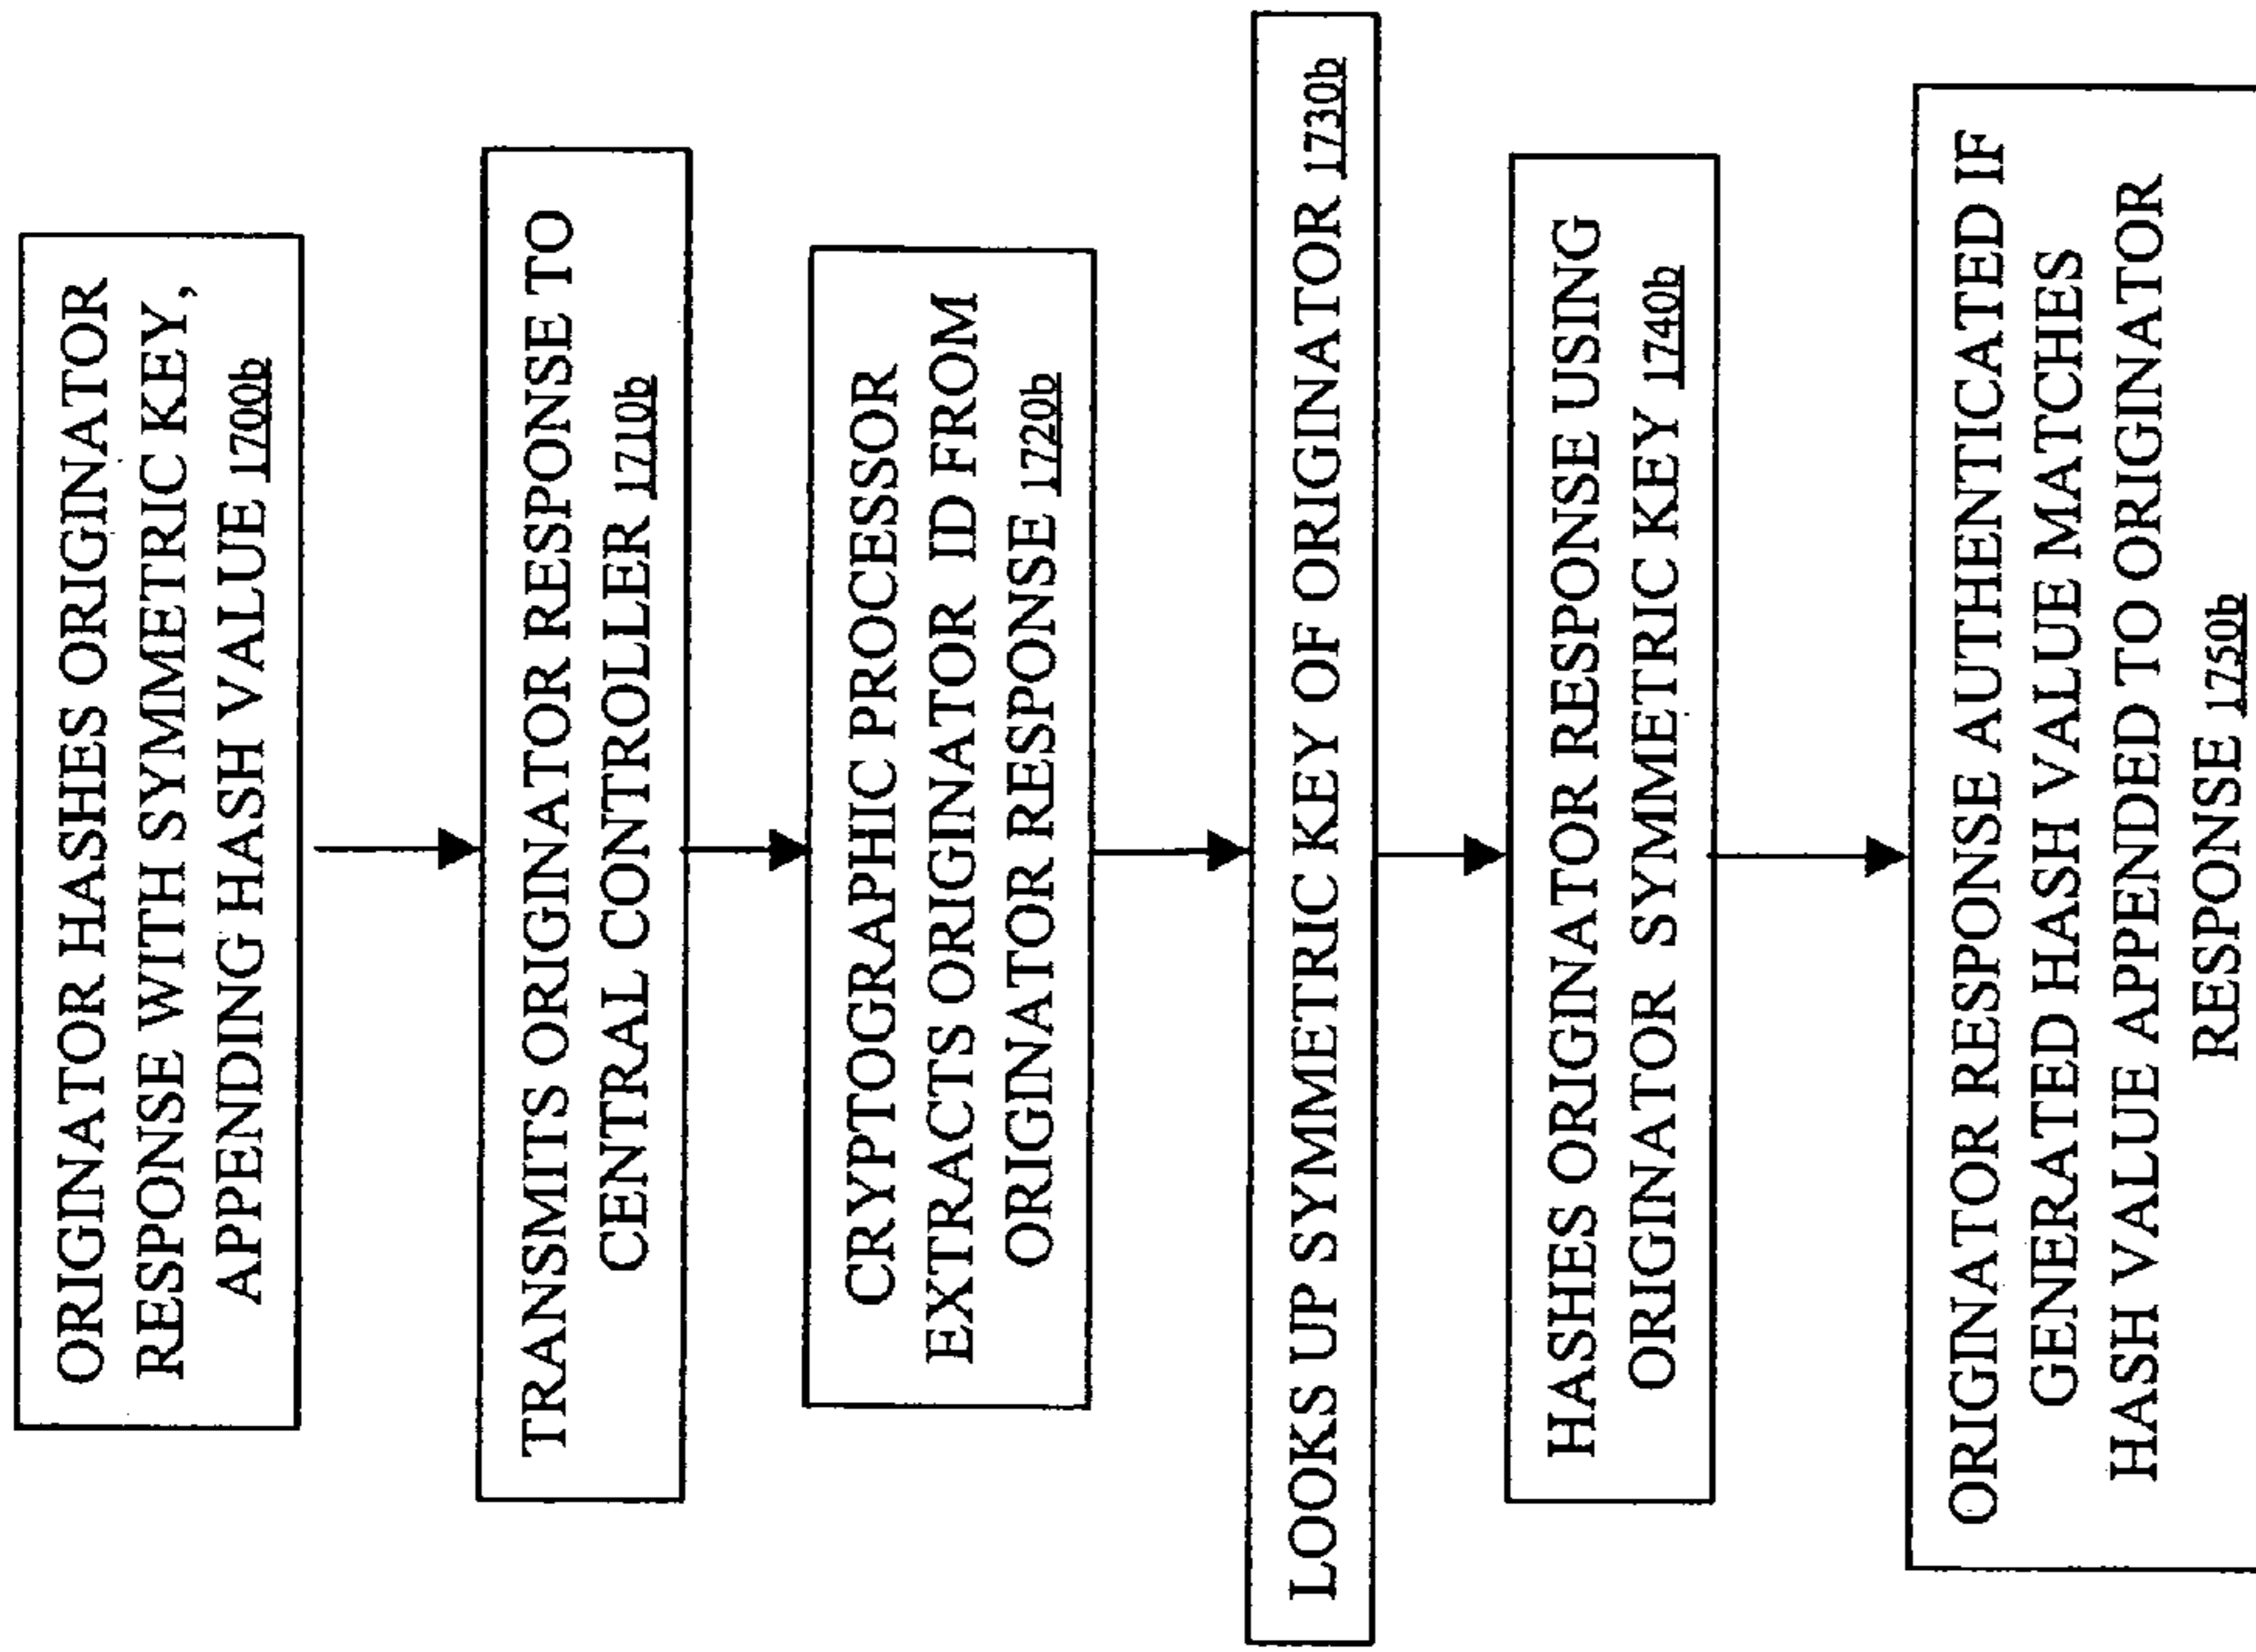 ORIGINATOR HASHES ORIGINATOR
RESPONSE WITH SYMMETRIC KEY,
APPENDING HASH VALUE 1700b
TRANSMITS ORIGINATOR RESPONSE TO
CENTRAL CONTROLLER 1710b
CRYPTOGRAPHIC PROCESSOR
EXTRACTS ORIGINATOR ID FROM
ORIGINATOR RESPONSE 1720b
LOOKS UP SYMMETRIC KEY OF ORIGINATOR 1730b
HASHES ORIGINATOR RESPONSE USING
ORIGINATOR SYMMETRIC KEY 1740b
ORIGINATOR RESPONSE AUTHENTICATED IF
GENERATED HASH VALUE MATCHES
HASH VALUE APPENDED TO ORIGINATOR
RESPONSE 1750b